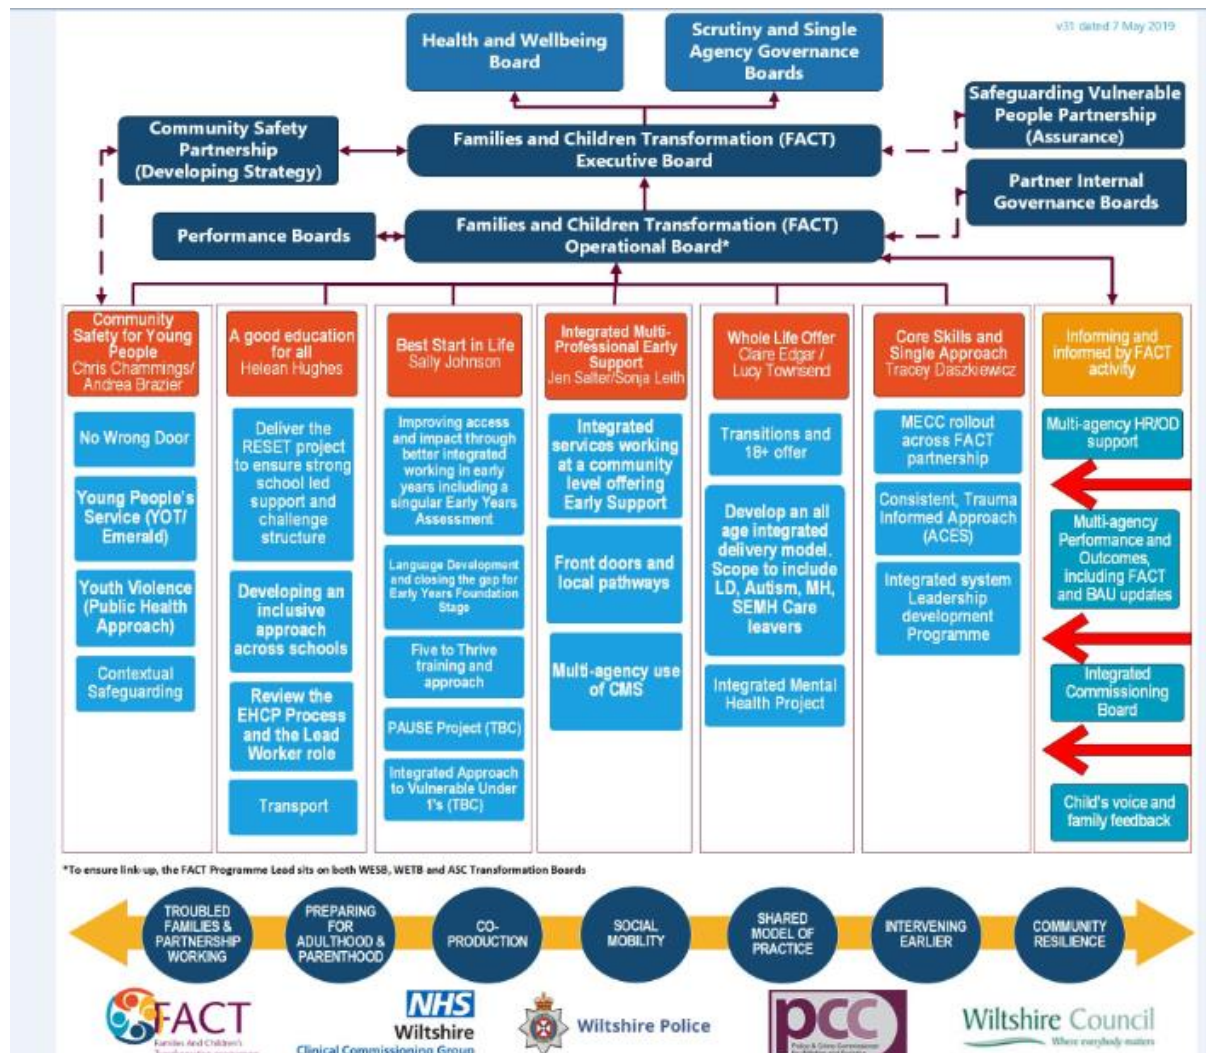 v31 dated 7 May 2019
Health and Wellbeing
Board
Scrutiny and Single
Agency Governance
Boards
Community Safety
Partnership
(Developing Strategy)
Families and Children Transformation (FACT)
Executive Board
Safeguarding Vulnerable
People Partnership
(Assurance)
Partner Internal
Governance Boards
Performance Boards
Families and Children Transformation (FACT)
Operational Board*
Community
Safety for Young
People
Chris Chammings/
Andrea Brazier
No Wrong Door
Young People's
Service (YOT/
Emerald)
Youth Violence
(Public Health
Approach)
Contextual
Safeguarding
A good education
for all
Helean Hughes
Deliver the
RESET project
to ensure strong
school led
support and
challenge
structure
Developing an
inclusive
approach
across schools
Review the
EHCP Process
and the Lead
Worker role
Transport
Best Start in Life
Sally Johnson
Improving access
and impact through
better integrated
working in early
years including a
singular Early Years
Assessment
Language Development
and closing the gap for
Early Years Foundation
Stage
Five to Thrive
training and
approach
PAUSE Project (TBC)
Integrated Approach
to Vulnerable Under
1's (TBC)
Integrated Multi-
Professional Early
Support
Jen Salter/Sonja Leith
Integrated
services working
at a community
level offering
Early Support
Front doors and
local pathways
Multi-agency use
of CMS
Whole Life Offer
Claire Edgar /
Lucy Townsend
Transitions and
18+ offer
Develop an all
age integrated
delivery model.
Scope to include
LD, Autism, MH,
SEMH Care
leavers
Integrated Mental
Health Project
Core Skills and
Single Approach
Tracey Daszkiewicz
MECC rollout
across FACT
partnership
Consistent, Trauma
Informed Approach
(ACES)
Integrated system
Leadership
development
Programme
Informing and
informed by FACT
activity
Multi-agency HR/OD
support
Multi-agency
Performance and
Outcomes,
including FACT
and BAU updates
Integrated
Commissioning
Board
Child's voice and
family feedback
*To ensure link-up, the FACT Programme Lead sits on both WESB, WETB and ASC Transformation Boards
TROUBLED
FAMILIES &
PARTNERSHIP
WORKING
PREPARING
FOR
ADULTHOOD &
PARENTHOOD
CO-
PRODUCTION
SOCIAL
MOBILITY
SHARED
MODEL OF
PRACTICE
INTERVENING
EARLIER
COMMUNITY
RESILIENCE
FACT
Families And Children's
NHS
Wiltshire
Clinical Commissioning Group
Wiltshire Police
pcc
Police & Crime Commissioner
Wiltshire Council
Where everybody matters